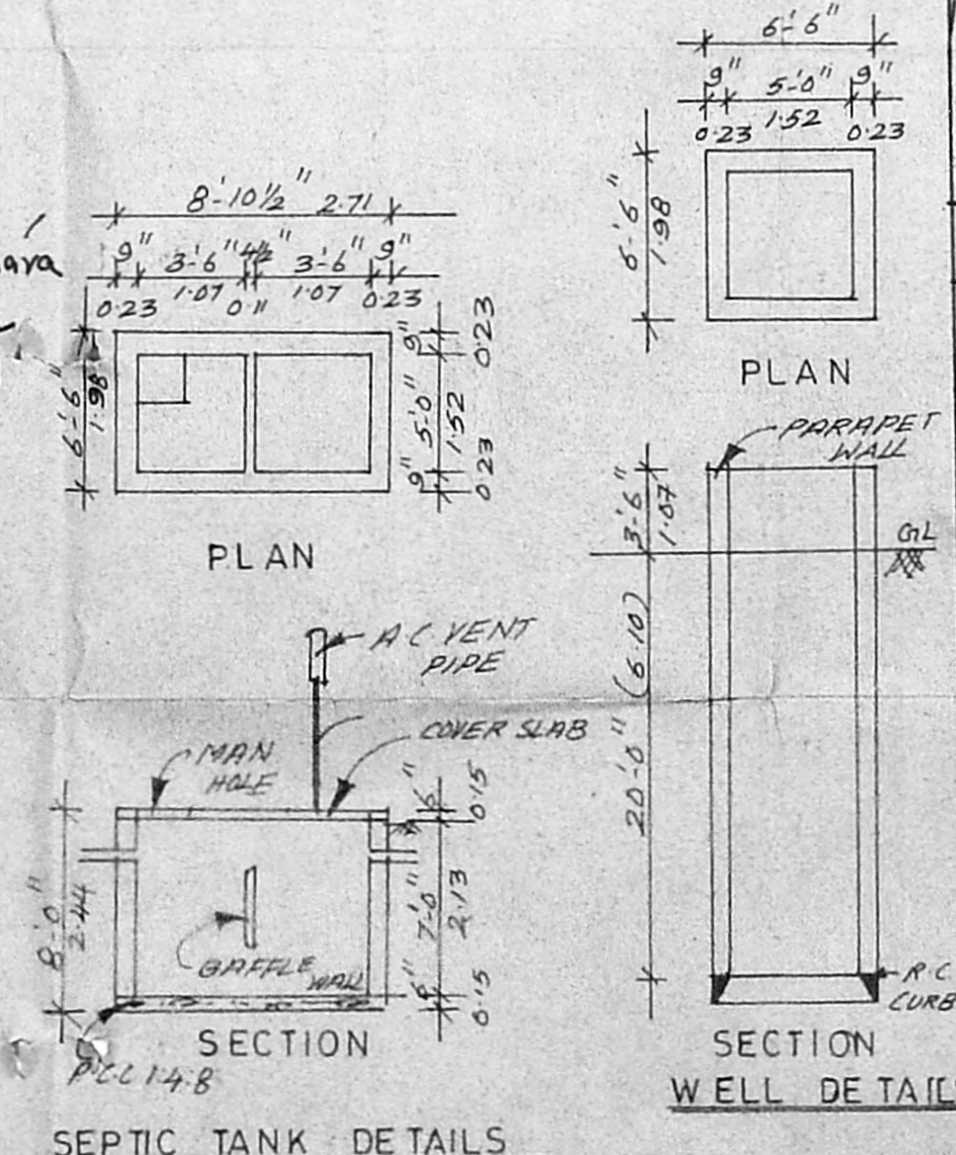 ara
8'-10½" 2.71
9" 3'-6" 4½" 3'-6" 9"
0.23 1.07 0.11 1.07 0.23
6'-6"
1.98
9" 5'-0" 9"
0.23 1.52 0.23
PLAN
A.C VENT
PIPE
COVER SLAB
MAN
HOLE
8'-0"
2.44
6" 7'-0" 6"
0.15 2.13 0.15
BAFFLE WALL
SECTION
P.C.C 1.4.8
SEPTIC TANK DETAILS
6'-6"
9" 5'-0" 9"
0.23 1.52 0.23
6'-6"
1.98
PLAN
PARAPET
WALL
3'-6"
1.07
GL
20'-0" (6.10)
R.C
CURB
SECTION
WELL DETAILS